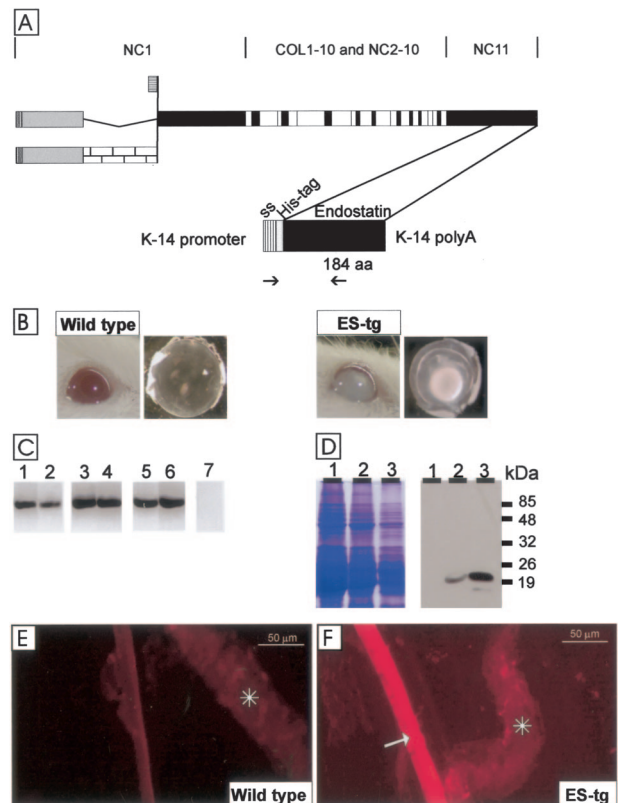 A
NC1
COL1-10 and NC2-10
NC11
ss
His-tag
Endostatin
K-14 promoter
K-14 polyA
184 aa
B
Wild type
ES-tg
C
1 2 3 4 5 6 7
D
1 2 3
1 2 3 kDa
85
48
32
26
19
E
50 µm
Wild type
F
50 µm
ES-tg